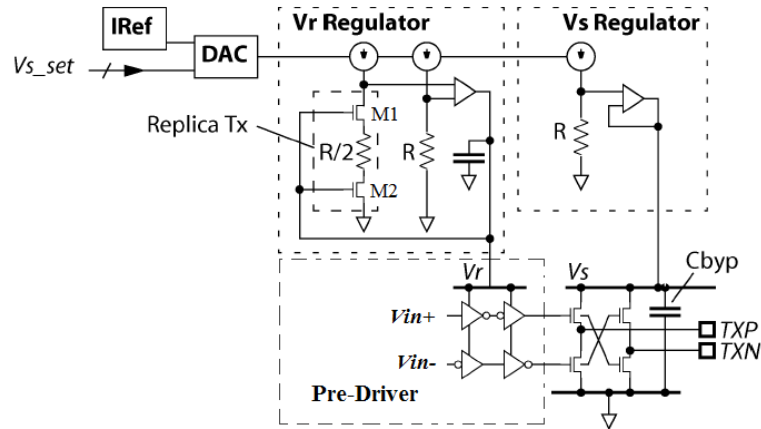 IRef
Vs_set
DAC
Vr Regulator
Vs Regulator
Replica Tx
M1
R/2
R
M2
R
Vr
Vs
Cbyp
Vin+
TXP
Vin-
TXN
Pre-Driver